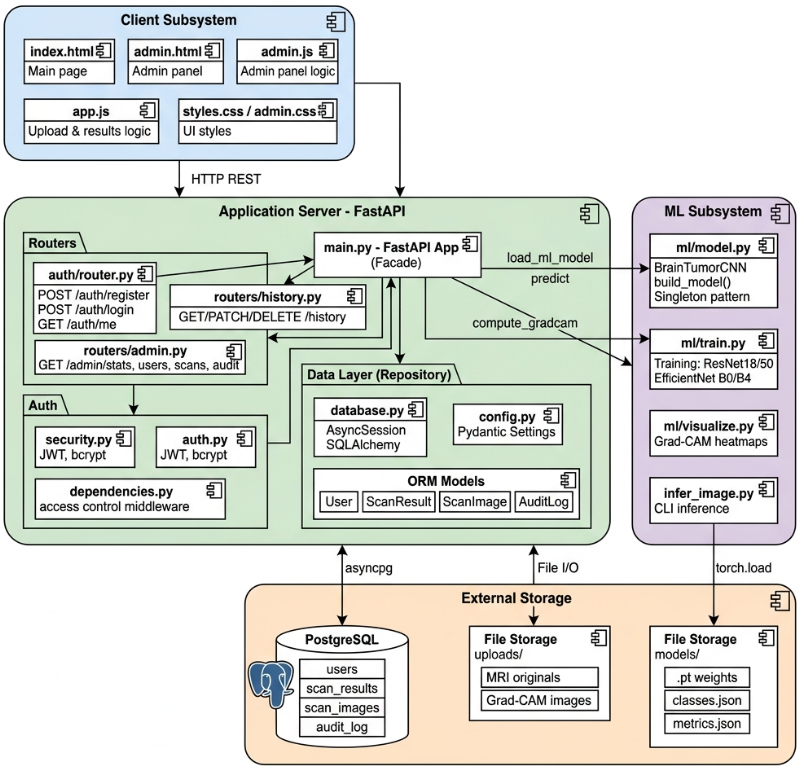 Client Subsystem
index.html
Main page
admin.html
Admin panel
admin.js
Admin panel logic
app.js
Upload & results logic
styles.css / admin.css
UI styles
HTTP REST
Application Server - FastAPI
Routers
auth/router.py
POST /auth/register
POST /auth/login
GET /auth/me
main.py - FastAPI App
(Facade)
routers/history.py
GET/PATCH/DELETE /history
routers/admin.py
GET /admin/stats, users, scans, audit
Auth
security.py
JWT, bcrypt
auth.py
JWT, bcrypt
dependencies.py
access control middleware
Data Layer (Repository)
database.py
AsyncSession
SQLAlchemy
config.py
Pydantic Settings
ORM Models
User
ScanResult
ScanImage
AuditLog
load_ml_model
predict
compute_gradcam
ML Subsystem
ml/model.py
BrainTumorCNN
build_model()
Singleton pattern
ml/train.py
Training: ResNet18/50
EfficientNet B0/B4
ml/visualize.py
Grad-CAM heatmaps
infer_image.py
CLI inference
asyncpg
File I/O
torch.load
External Storage
PostgreSQL
users
scan_results
scan_images
audit_log
File Storage
uploads/
MRI originals
Grad-CAM images
File Storage
models/
.pt weights
classes.json
metrics.json